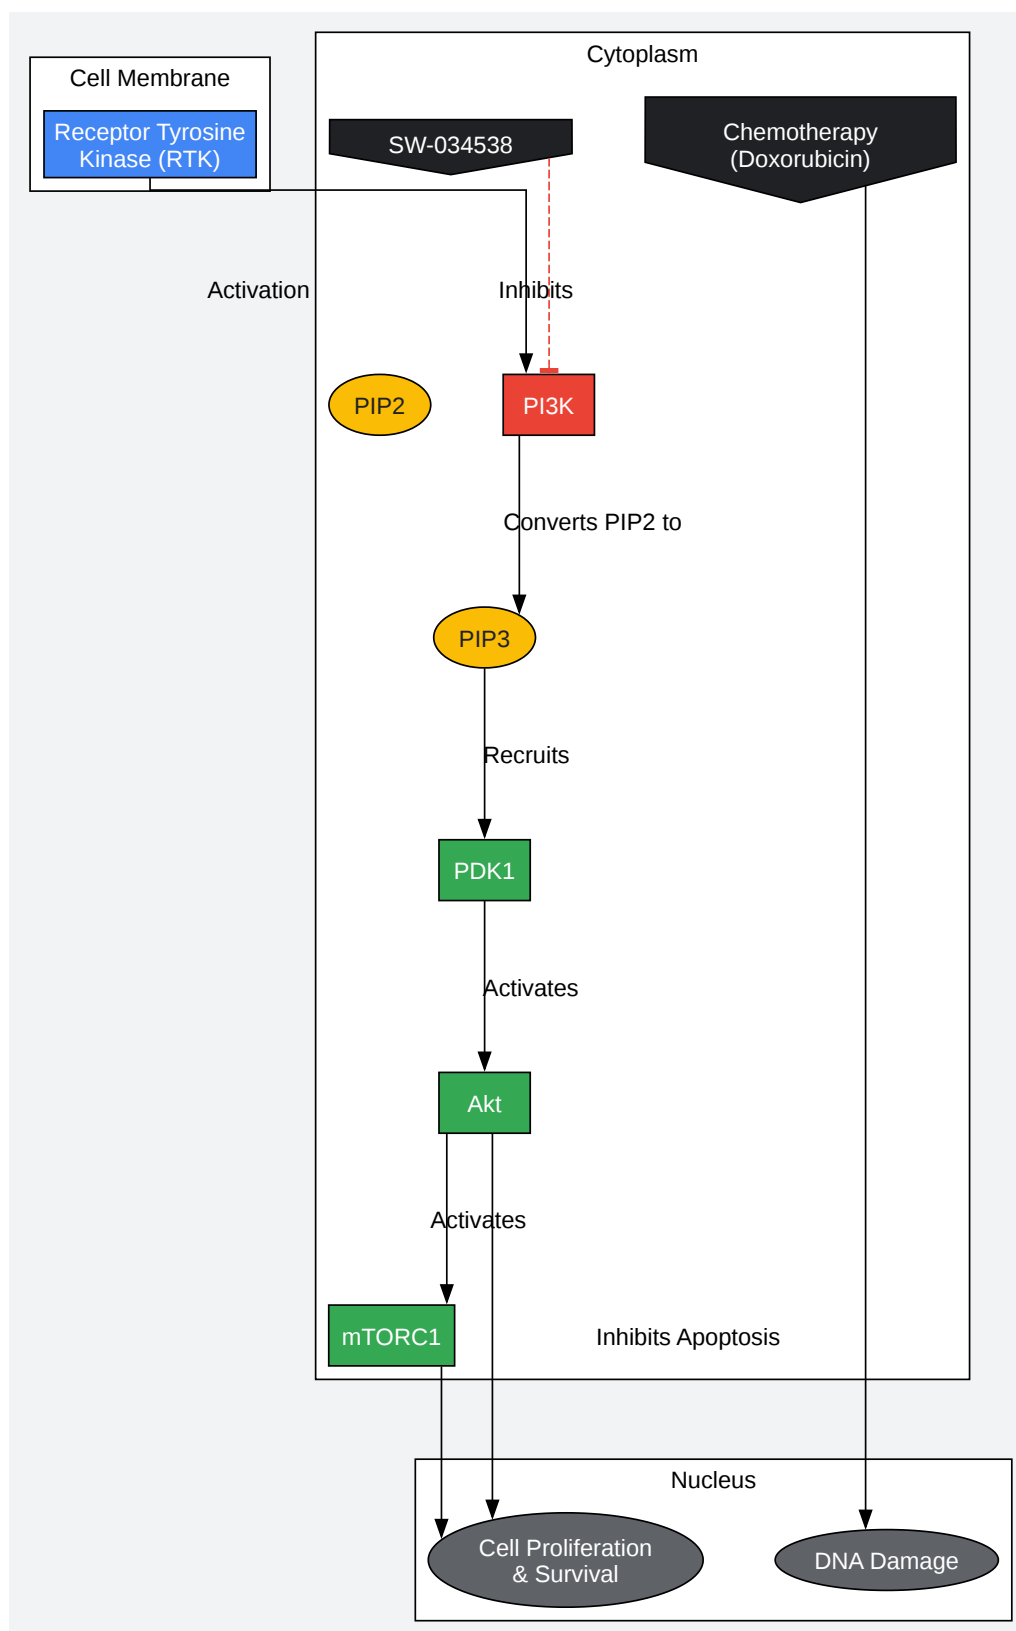 Cytoplasm
Cell Membrane
Receptor Tyrosine
Kinase (RTK)
SW-034538
Chemotherapy
(Doxorubicin)
Activation
Inhibits
PIP2
PI3K
Converts PIP2 to
PIP3
Recruits
PDK1
Activates
Akt
Activates
mTORC1
Inhibits Apoptosis
Nucleus
Cell Proliferation
& Survival
DNA Damage